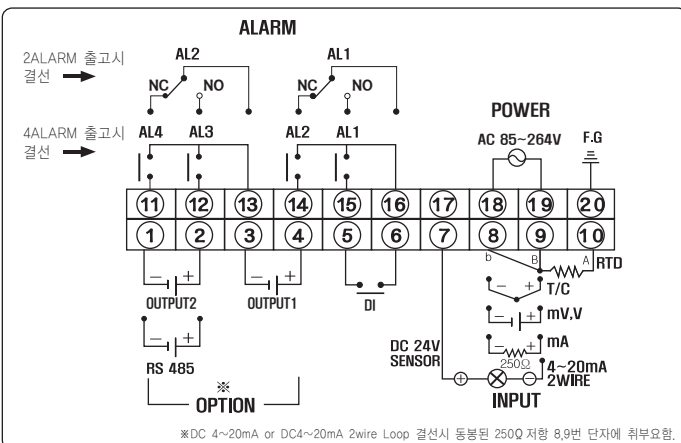 ALARM
2ALARM 출고시
결선
AL2
AL1
NC NO
NC NO
POWER
4ALARM 출고시
결선
AL4 AL3
AL2 AL1
AC 85~264V
F.G
11 12 13 14 15 16 17 18 19 20
1 2 3 4 5 6 7 8 9 10
b B A RTD
- +
OUTPUT2
- +
OUTPUT1
DI
- + T/C
- + mV,V
- +
RS 485
DC 24V
SENSOR
- + mA
250Ω
+ - 4~20mA
2WIRE
※
OPTION
INPUT
※DC 4~20mA or DC4~20mA 2wire Loop 결선시 동봉된 250Ω 저항 8,9번 단자에 취부요함.